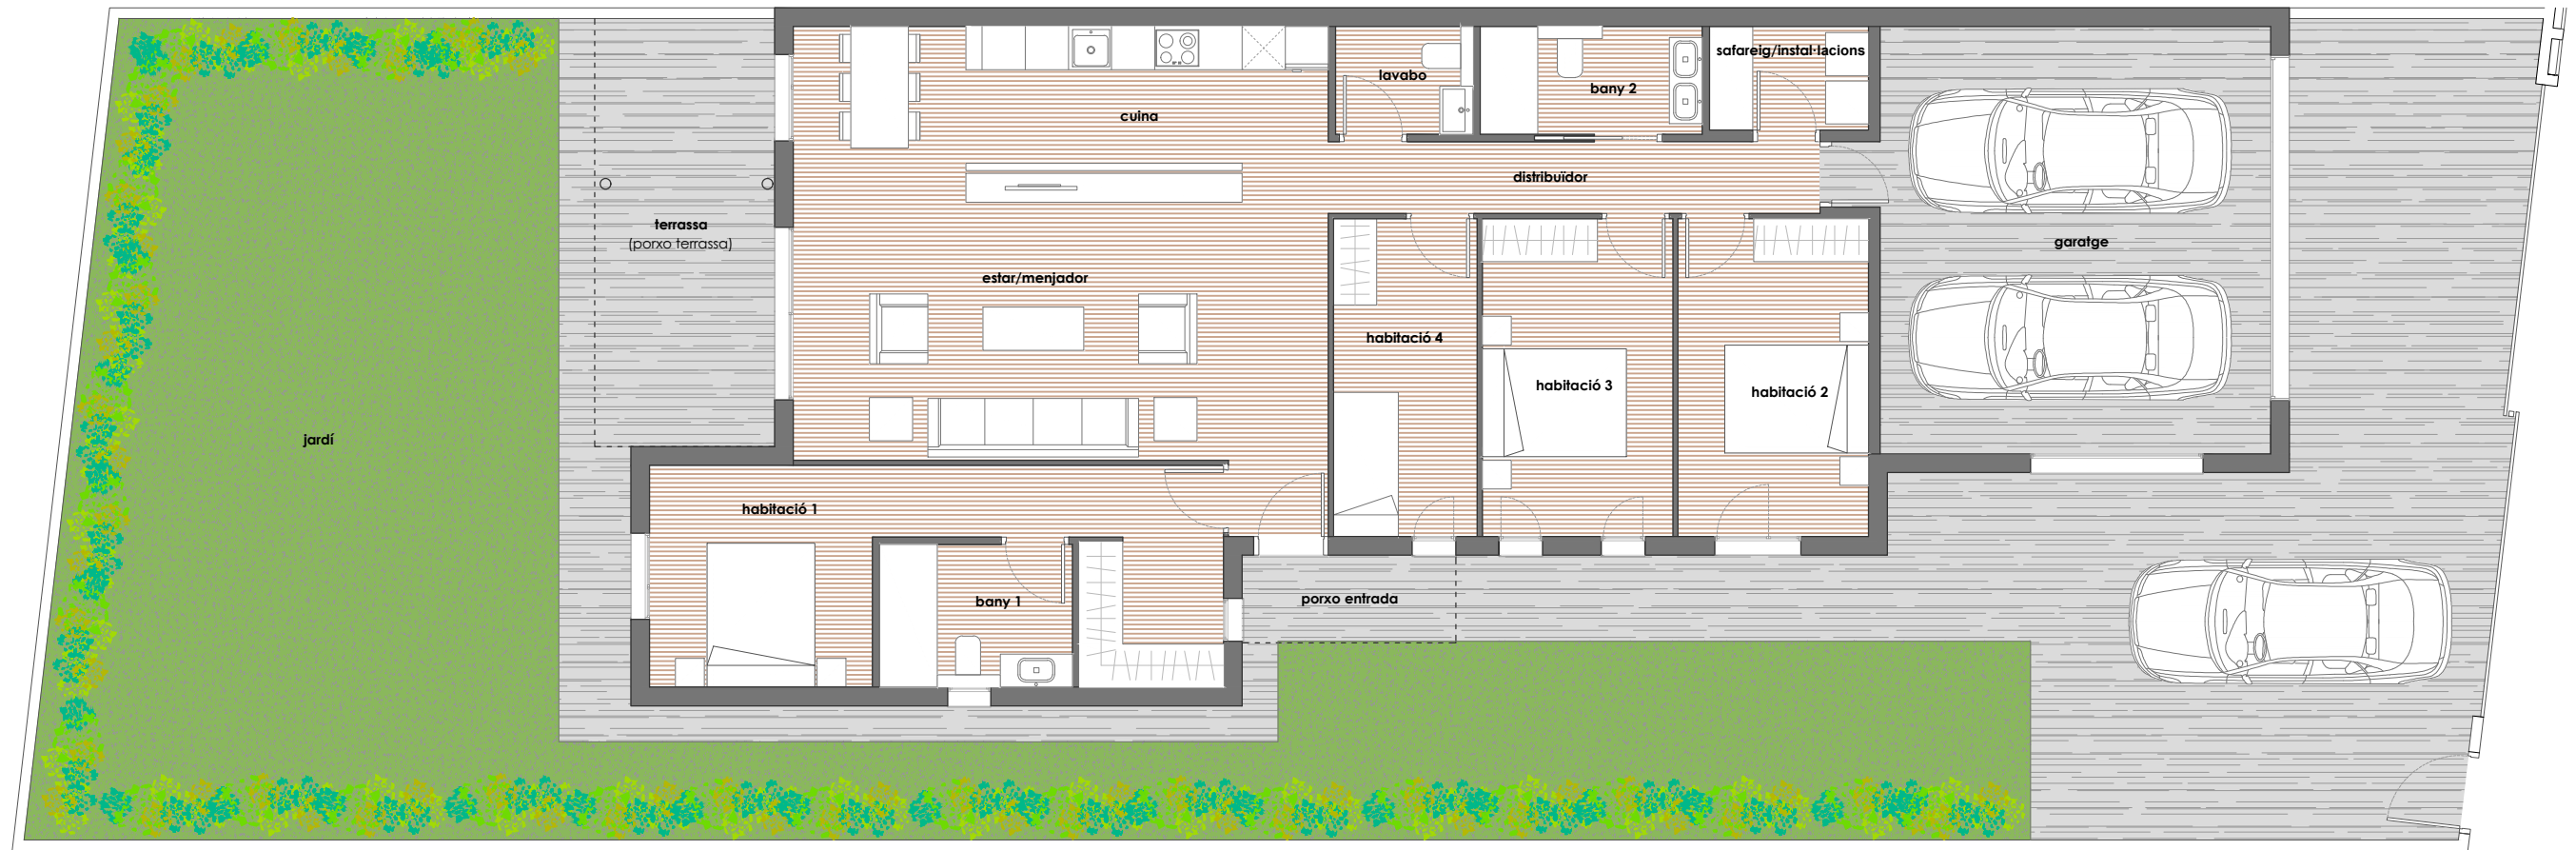 safareig/instal·lacions
lavabo
bany 2
cuina
distribuïdor
terrassa
(porxo terrassa)
garatge
estar/menjador
habitació 4
habitació 3
habitació 2
jardí
habitació 1
bany 1
porxo entrada